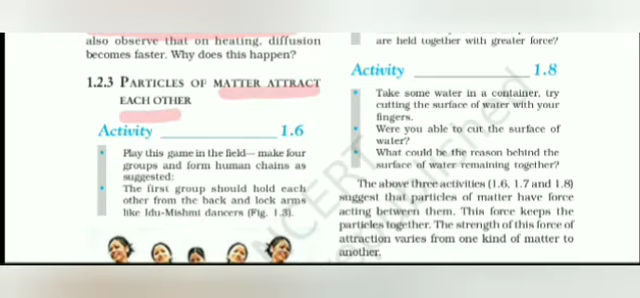 also observe that on heating, diffusion
becomes faster. Why does this happen?
1.2.3 PARTICLES OF MATTER ATTRACT
EACH OTHER
Activity 1.6
• Play this game in the field— make four
groups and form human chains as
suggested:
• The first group should hold each
other from the back and lock arms
like Idu-Mishmi dancers (Fig. 1.3).
are held together with greater force?
Activity 1.8
• Take some water in a container, try
cutting the surface of water with your
fingers.
• Were you able to cut the surface of
water?
• What could be the reason behind the
surface of water remaining together?
The above three activities (1.6, 1.7 and 1.8)
suggest that particles of matter have force
acting between them. This force keeps the
particles together. The strength of this force of
attraction varies from one kind of matter to
another.
NCERT